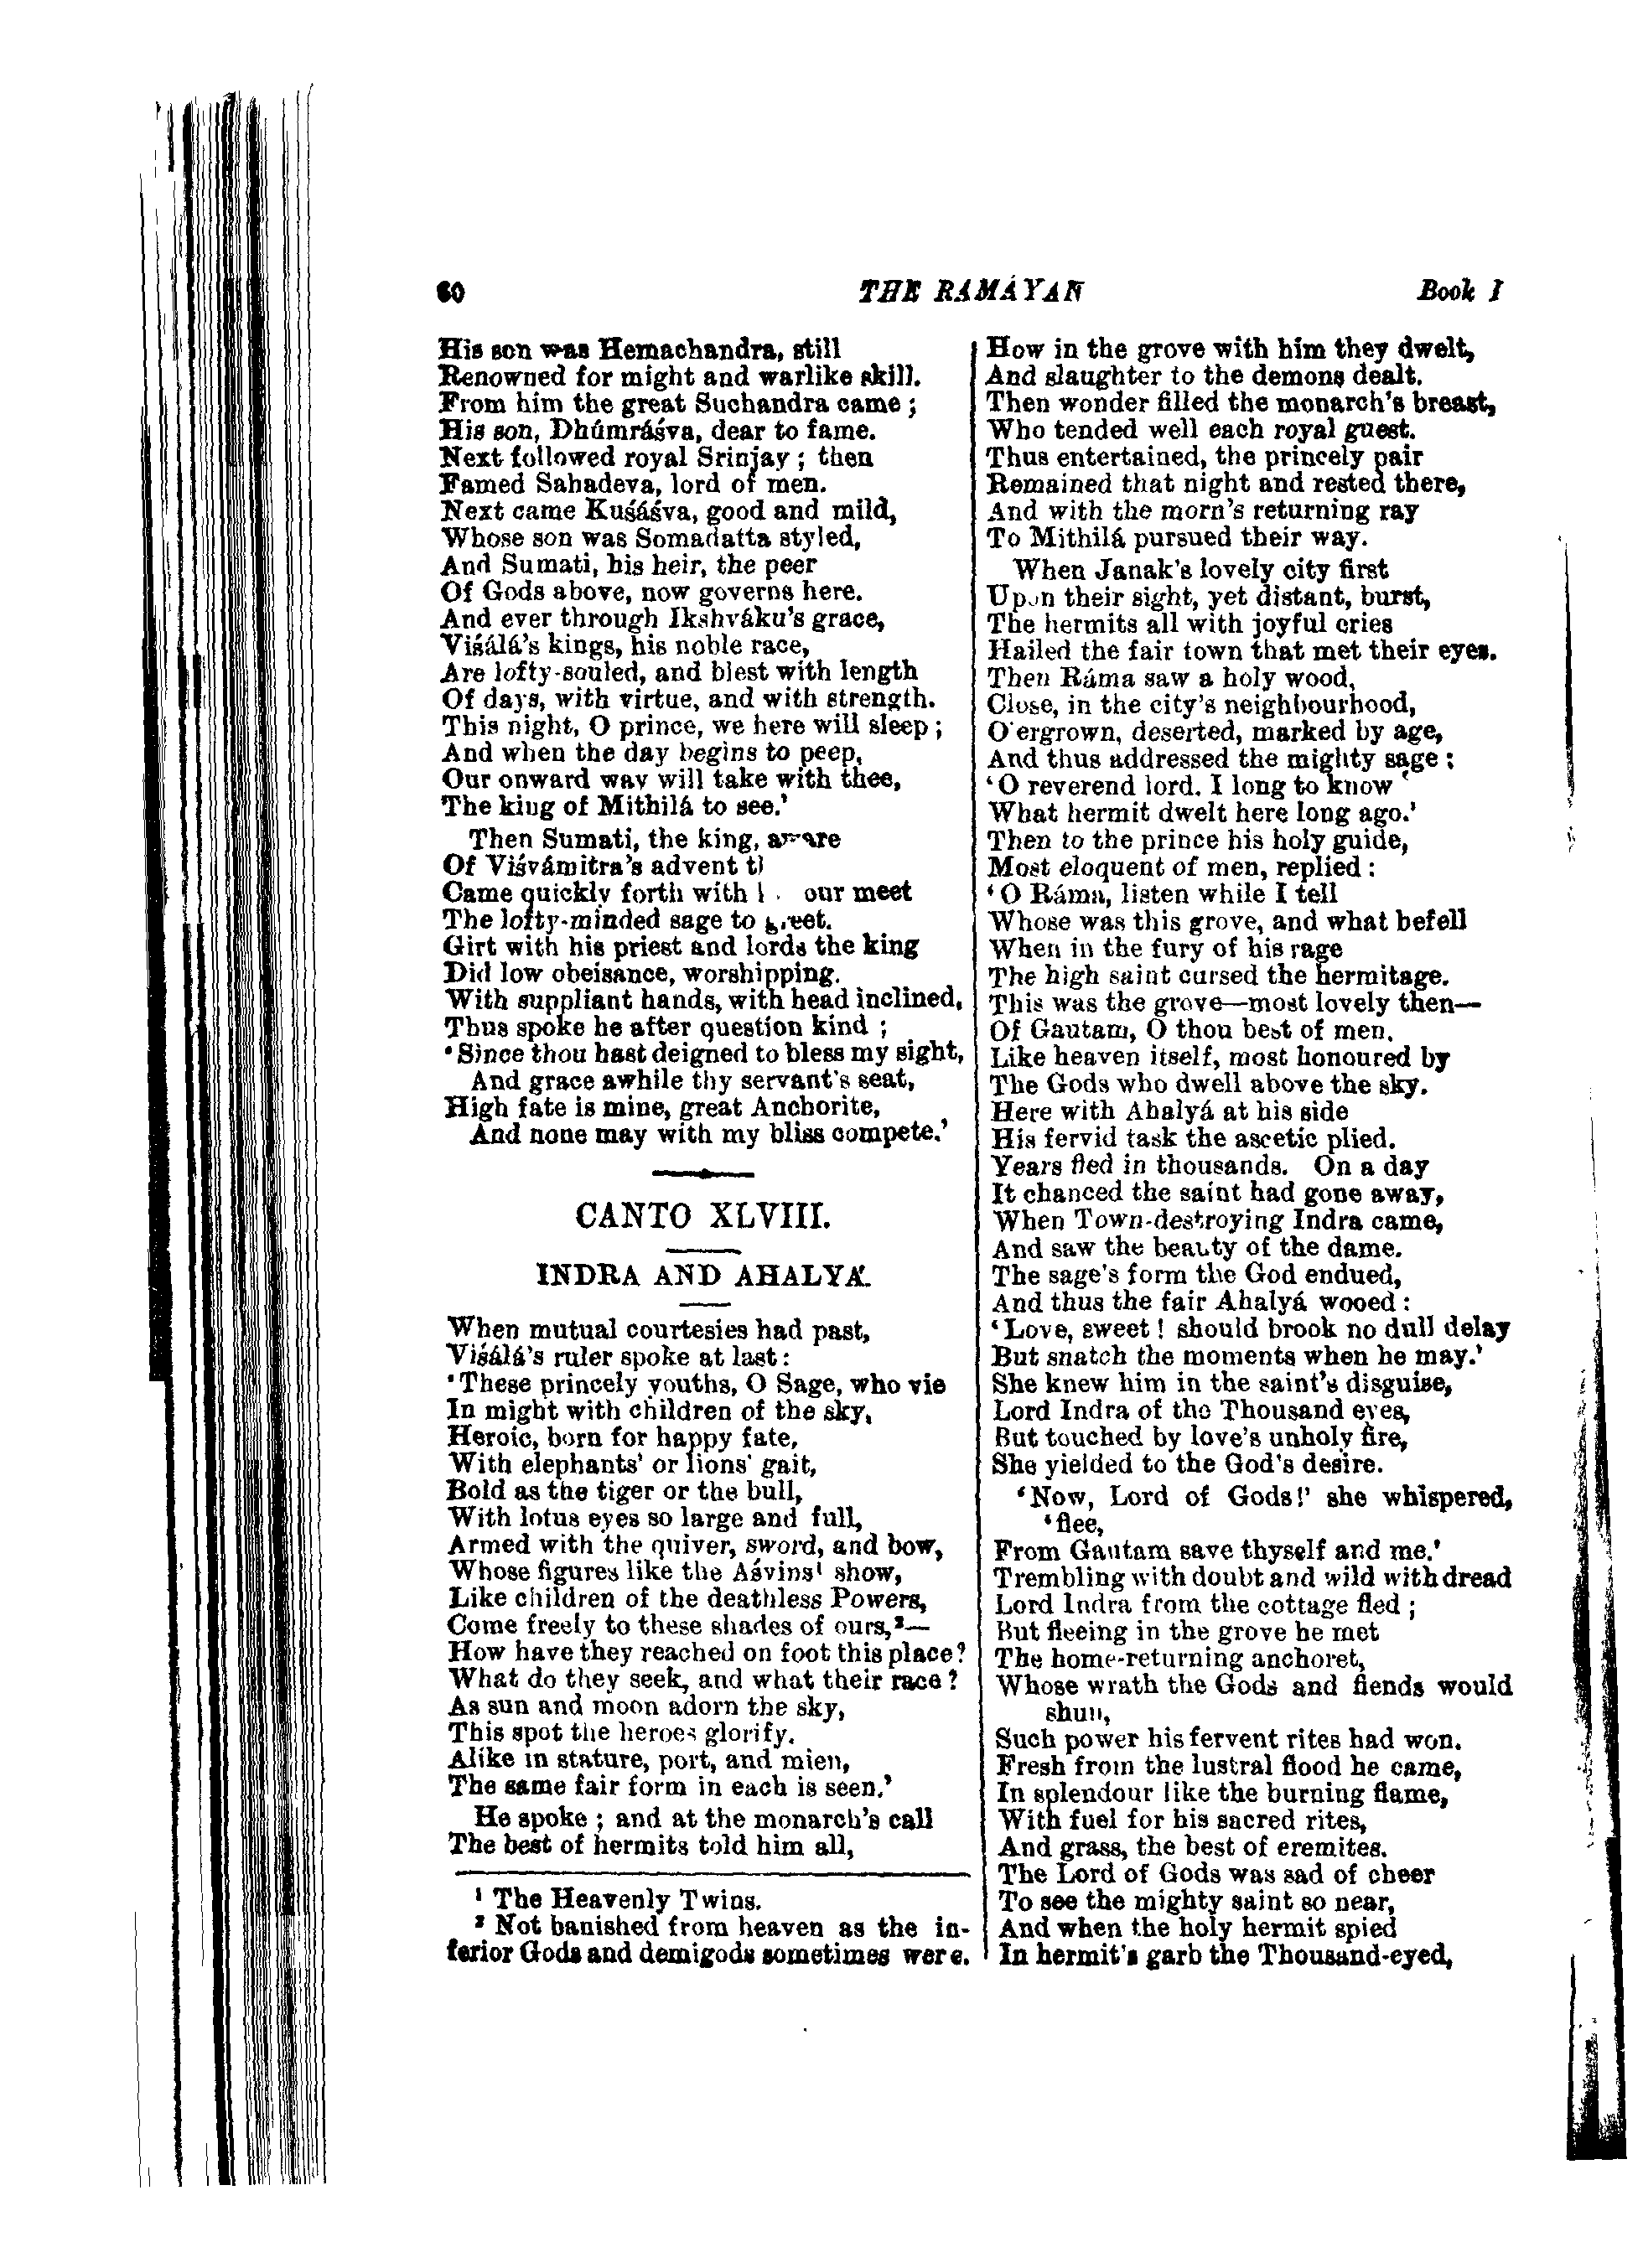 60 THE RÁMÁYAN Book I
His son was Hemachandra, still
Renowned for might and warlike skill.
From him the great Suchandra came;
His son, Dhúmráśva, dear to fame.
Next followed royal Srinjay; then
Famed Sahadeva, lord of men.
Next came Kuśáśva, good and mild,
Whose son was Somadatta styled,
And Sumati, his heir, the peer
Of Gods above, now governs here.
And ever through Ikshváku's grace,
Viśálá's kings, his noble race,
Are lofty-souled, and blest with length
Of days, with virtue, and with strength.
This night, O prince, we here will sleep;
And when the day begins to peep,
Our onward way will take with thee,
The king of Mithilá to see.'
Then Sumati, the king, aware
Of Viśvámitra's advent
Came quickly forth with our meet
The lofty-minded sage to greet.
Girt with his priest and lords the king
Did low obeisance, worshipping.
With suppliant hands, with head inclined,
Thus spoke he after question kind;
'Since thou hast deigned to bless my sight,
And grace awhile thy servant's seat,
High fate is mine, great Anchorite,
And none may with my bliss compete.'
CANTO XLVIII.
INDRA AND AHALYÁ.
When mutual courtesies had past,
Viśálá's ruler spoke at last:
'These princely youths, O Sage, who vie
In might with children of the sky,
Heroic, born for happy fate,
With elephants' or lions' gait,
Bold as the tiger or the bull,
With lotus eyes so large and full,
Armed with the quiver, sword, and bow,
Whose figures like the Aśvins¹ show,
Like children of the deathless Powers,
Come freely to these shades of ours,²—
How have they reached on foot this place?
What do they seek, and what their race?
As sun and moon adorn the sky,
This spot the heroes glorify.
Alike in stature, port, and mien,
The same fair form in each is seen.'
He spoke; and at the monarch's call
The best of hermits told him all,
¹ The Heavenly Twins.
² Not banished from heaven as the in-
ferior Gods and demigods sometimes were.
How in the grove with him they dwelt,
And slaughter to the demons dealt.
Then wonder filled the monarch's breast,
Who tended well each royal guest.
Thus entertained, the princely pair
Remained that night and rested there,
And with the morn's returning ray
To Mithilá pursued their way.
When Janak's lovely city first
Upon their sight, yet distant, burst,
The hermits all with joyful cries
Hailed the fair town that met their eyes.
Then Ráma saw a holy wood,
Close, in the city's neighbourhood,
O'ergrown, deserted, marked by age,
And thus addressed the mighty sage:
'O reverend lord, I long to know
What hermit dwelt here long ago.'
Then to the prince his holy guide,
Most eloquent of men, replied:
'O Ráma, listen while I tell
Whose was this grove, and what befell
When in the fury of his rage
The high saint cursed the hermitage.
This was the grove—most lovely then—
Of Gautam, O thou best of men,
Like heaven itself, most honoured by
The Gods who dwell above the sky.
Here with Ahalyá at his side
His fervid task the ascetic plied.
Years fled in thousands. On a day
It chanced the saint had gone away,
When Town-destroying Indra came,
And saw the beauty of the dame.
The sage's form the God endued,
And thus the fair Ahalyá wooed:
'Love, sweet! should brook no dull delay
But snatch the moments when he may.'
She knew him in the saint's disguise,
Lord Indra of the Thousand eyes,
But touched by love's unholy fire,
She yielded to the God's desire.
'Now, Lord of Gods!' she whispered,
'flee,
From Gautam save thyself and me.'
Trembling with doubt and wild with dread
Lord Indra from the cottage fled;
But fleeing in the grove he met
The home-returning anchoret,
Whose wrath the Gods and fiends would
shun,
Such power his fervent rites had won.
Fresh from the lustral flood he came,
In splendour like the burning flame,
With fuel for his sacred rites,
And grass, the best of eremites.
The Lord of Gods was sad of cheer
To see the mighty saint so near,
And when the holy hermit spied
In hermit's garb the Thousand-eyed,